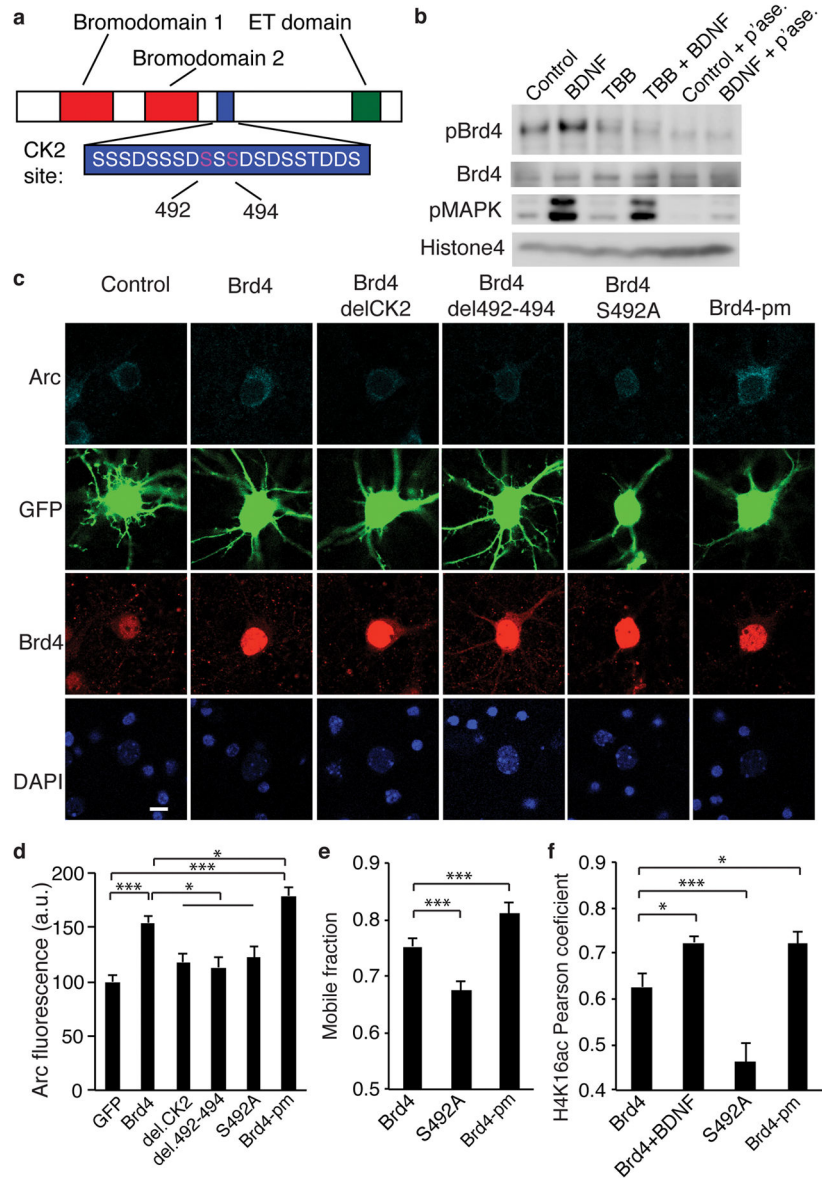 a
Bromodomain 1
ET domain
Bromodomain 2
CK2
site:
SSSDSSSDSSSDSDSSTDDS
492
494
b
Control
BDNF
TBB
TBB + BDNF
Control + p'ase.
BDNF + p'ase.
pBrd4
Brd4
pMAPK
Histone4
c
Control
Brd4
Brd4
delCK2
Brd4
del492-494
Brd4
S492A
Brd4-pm
Arc
GFP
Brd4
DAPI
d
Arc fluorescence (a.u.)
200
150
100
50
0
***
*
***
*
GFP
Brd4
del.CK2
del.492-494
S492A
Brd4-pm
e
Mobile fraction
0.9
0.8
0.7
0.6
0.5
***
***
Brd4
S492A
Brd4-pm
f
H4K16ac Pearson coeficient
0.9
0.8
0.7
0.6
0.5
0.4
*
***
*
Brd4
Brd4+BDNF
S492A
Brd4-pm